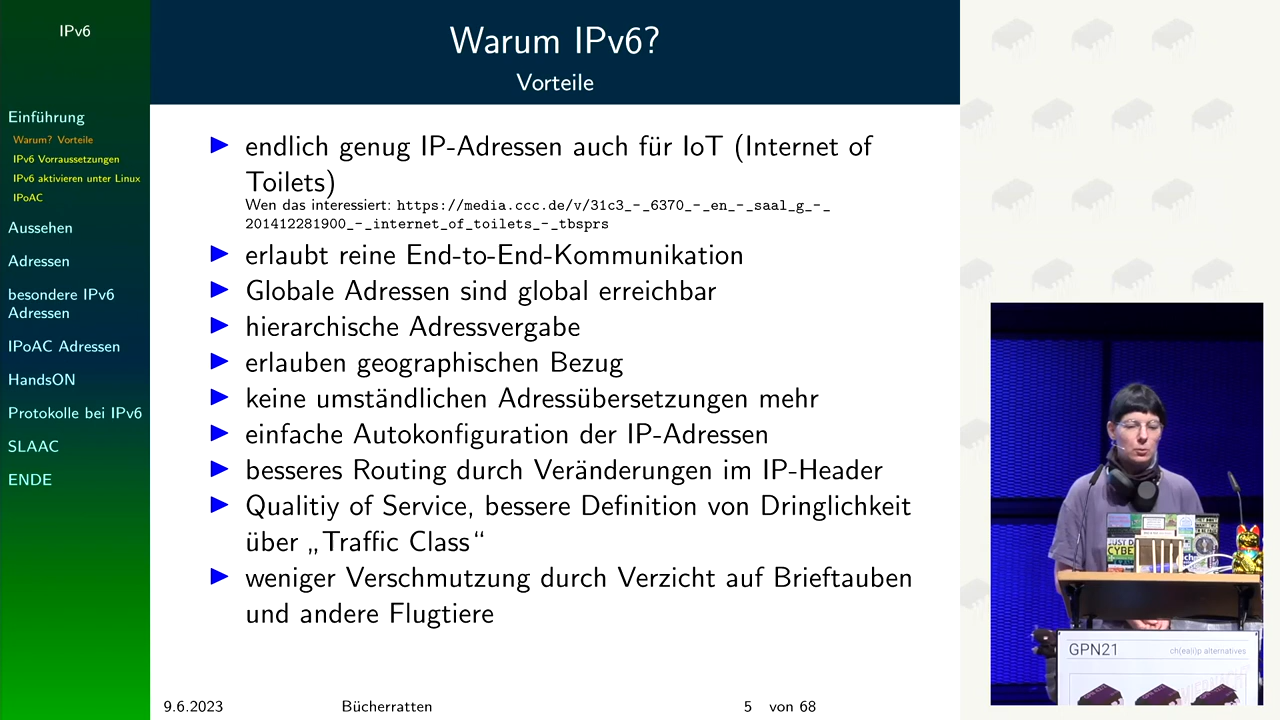 IPv6
Einführung
Warum? Vorteile
IPv6 Vorraussetzungen
IPv6 aktivieren unter Linux
IPoAC
Aussehen
Adressen
besondere IPv6
Adressen
IPoAC Adressen
HandsON
Protokolle bei IPv6
SLAAC
ENDE
Warum IPv6?
Vorteile
endlich genug IP-Adressen auch für IoT (Internet of
Toilets)
Wen das interessiert: https://media.ccc.de/v/31c3_-_6370_-_en_-_saal_g_-_
201412281900_-_internet_of_toilets_-_tbsprs
erlaubt reine End-to-End-Kommunikation
Globale Adressen sind global erreichbar
hierarchische Adressvergabe
erlauben geographischen Bezug
keine umständlichen Adressübersetzungen mehr
einfache Autokonfiguration der IP-Adressen
besseres Routing durch Veränderungen im IP-Header
Qualitiy of Service, bessere Definition von Dringlichkeit
über „Traffic Class“
weniger Verschmutzung durch Verzicht auf Brieftauben
und andere Flugtiere
9.6.2023 Bücherratten 5 von 68
GPN21 ch(ea|i)p alternatives